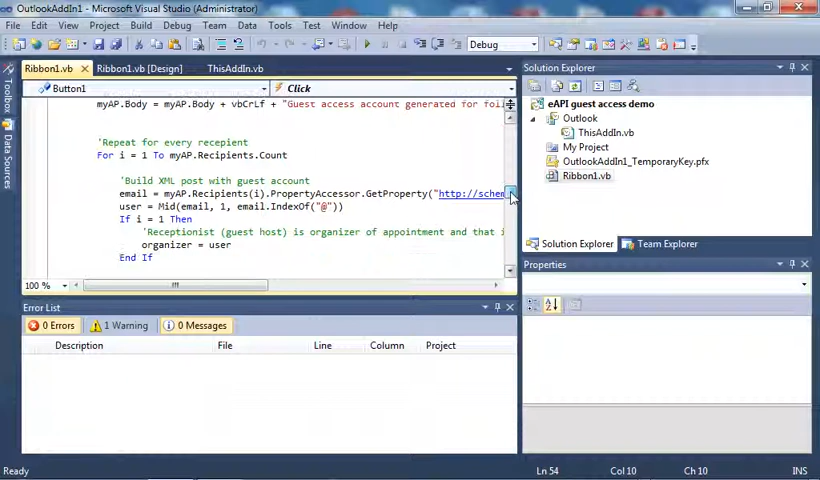 OutlookAddIn1 - Microsoft Visual Studio (Administrator)
File Edit View Project Build Debug Team Data Tools Test Window Help
Debug
Ribbon1.vb Ribbon1.vb [Design] ThisAddIn.vb
Button1 Click
myAP.Body = myAP.Body + vbCrLf + "Guest access account generated for fol
'Repeat for every recepient
For i = 1 To myAP.Recipients.Count
'Build XML post with guest account
email = myAP.Recipients(i).PropertyAccessor.GetProperty("http://schem
user = Mid(email, 1, email.IndexOf("@"))
If i = 1 Then
'Receptionist (guest host) is organizer of appointment and that i
organizer = user
End If
100 %
Error List
0 Errors 1 Warning 0 Messages
Description File Line Column Project
Toolbox
Data Sources
Solution Explorer
eAPI guest access demo
Outlook
ThisAddIn.vb
My Project
OutlookAddIn1_TemporaryKey.pfx
Ribbon1.vb
Solution Explorer Team Explorer
Properties
Ready Ln 54 Col 10 Ch 10 INS